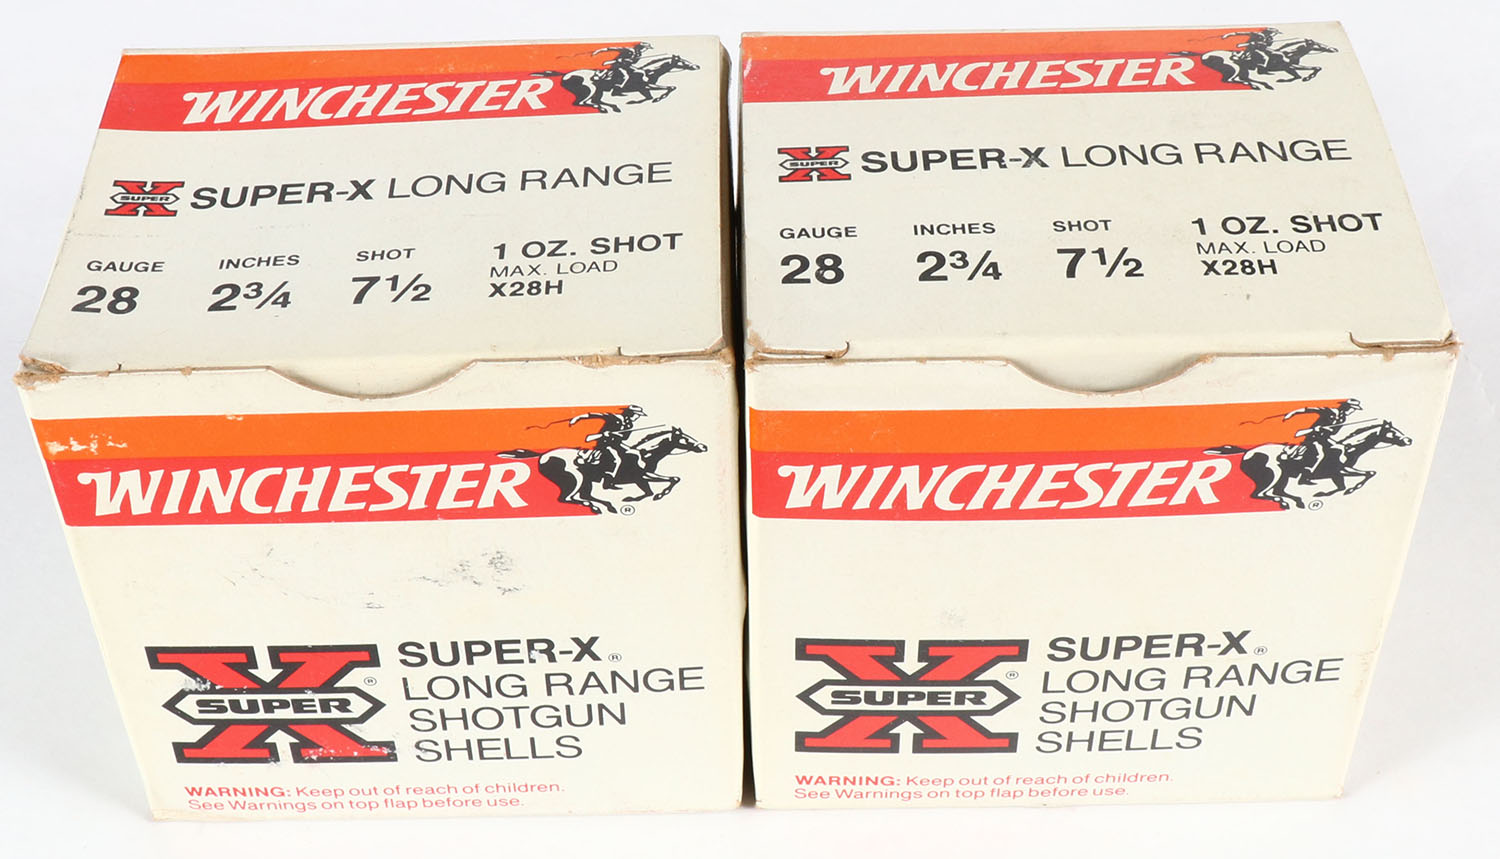 WINCHESTER
SUPER SUPER-X LONG RANGE
GAUGE INCHES SHOT 1 OZ. SHOT
28 2¾ 7½ MAX. LOAD
X28H
WINCHESTER ®
SUPER ® SUPER-X®
LONG RANGE
SHOTGUN
SHELLS
WARNING: Keep out of reach of children.
See Warnings on top flap before use.
WINCHESTER
SUPER SUPER-X LONG RANGE
GAUGE INCHES SHOT 1 OZ. SHOT
28 2¾ 7½ MAX. LOAD
X28H
WINCHESTER ®
SUPER ® SUPER-X®
LONG RANGE
SHOTGUN
SHELLS
WARNING: Keep out of reach of children.
See Warnings on top flap before use.